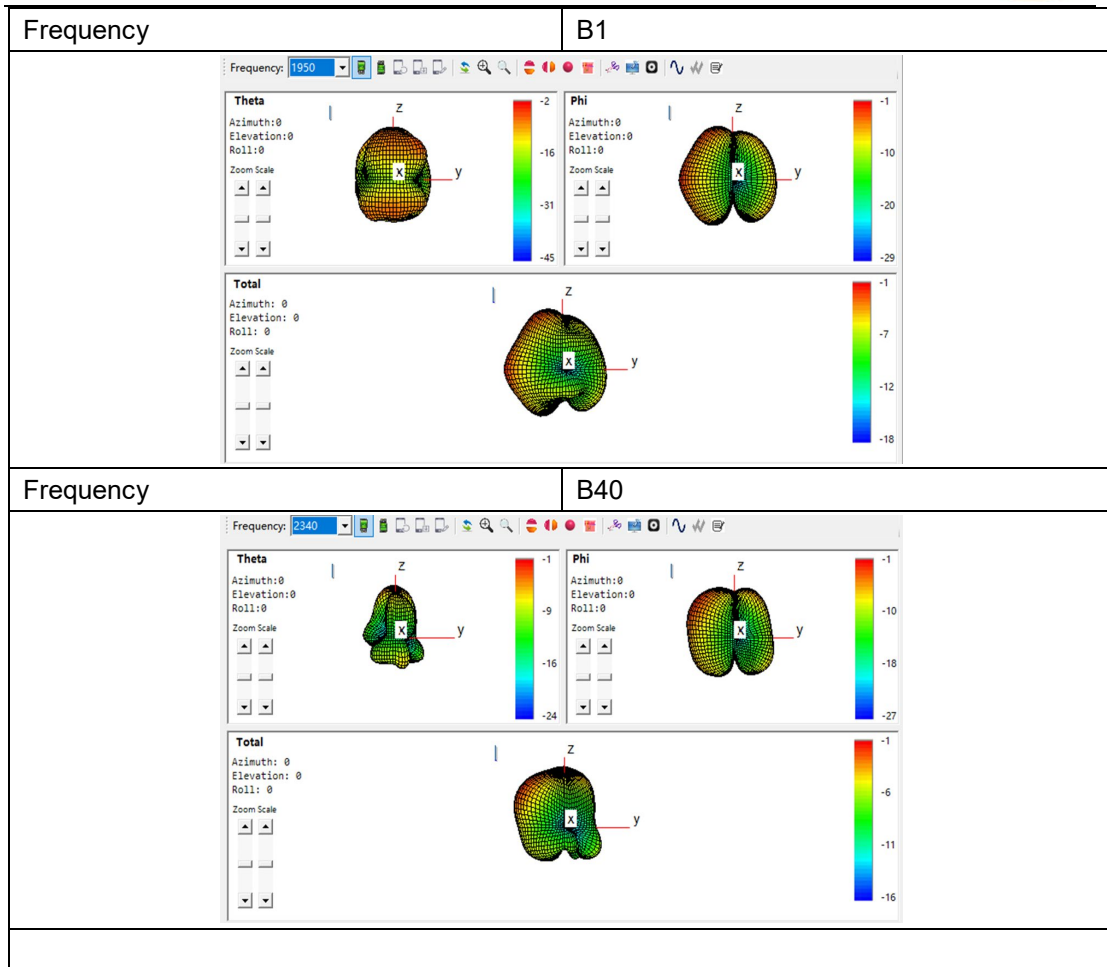 Frequency B1
Frequency: 1950
Theta
Azimuth:0
Elevation:0
Roll:0
Zoom Scale
z
x
y
-2
-16
-31
-45
Phi
Azimuth:0
Elevation:0
Roll:0
Zoom Scale
z
x
y
-1
-10
-20
-29
Total
Azimuth: 0
Elevation: 0
Roll: 0
Zoom Scale
z
x
y
-1
-7
-12
-18
Frequency B40
Frequency: 2340
Theta
Azimuth:0
Elevation:0
Roll:0
Zoom Scale
z
x
y
-1
-9
-16
-24
Phi
Azimuth:0
Elevation:0
Roll:0
Zoom Scale
z
x
y
-1
-10
-18
-27
Total
Azimuth: 0
Elevation: 0
Roll: 0
Zoom Scale
z
x
y
-1
-6
-11
-16